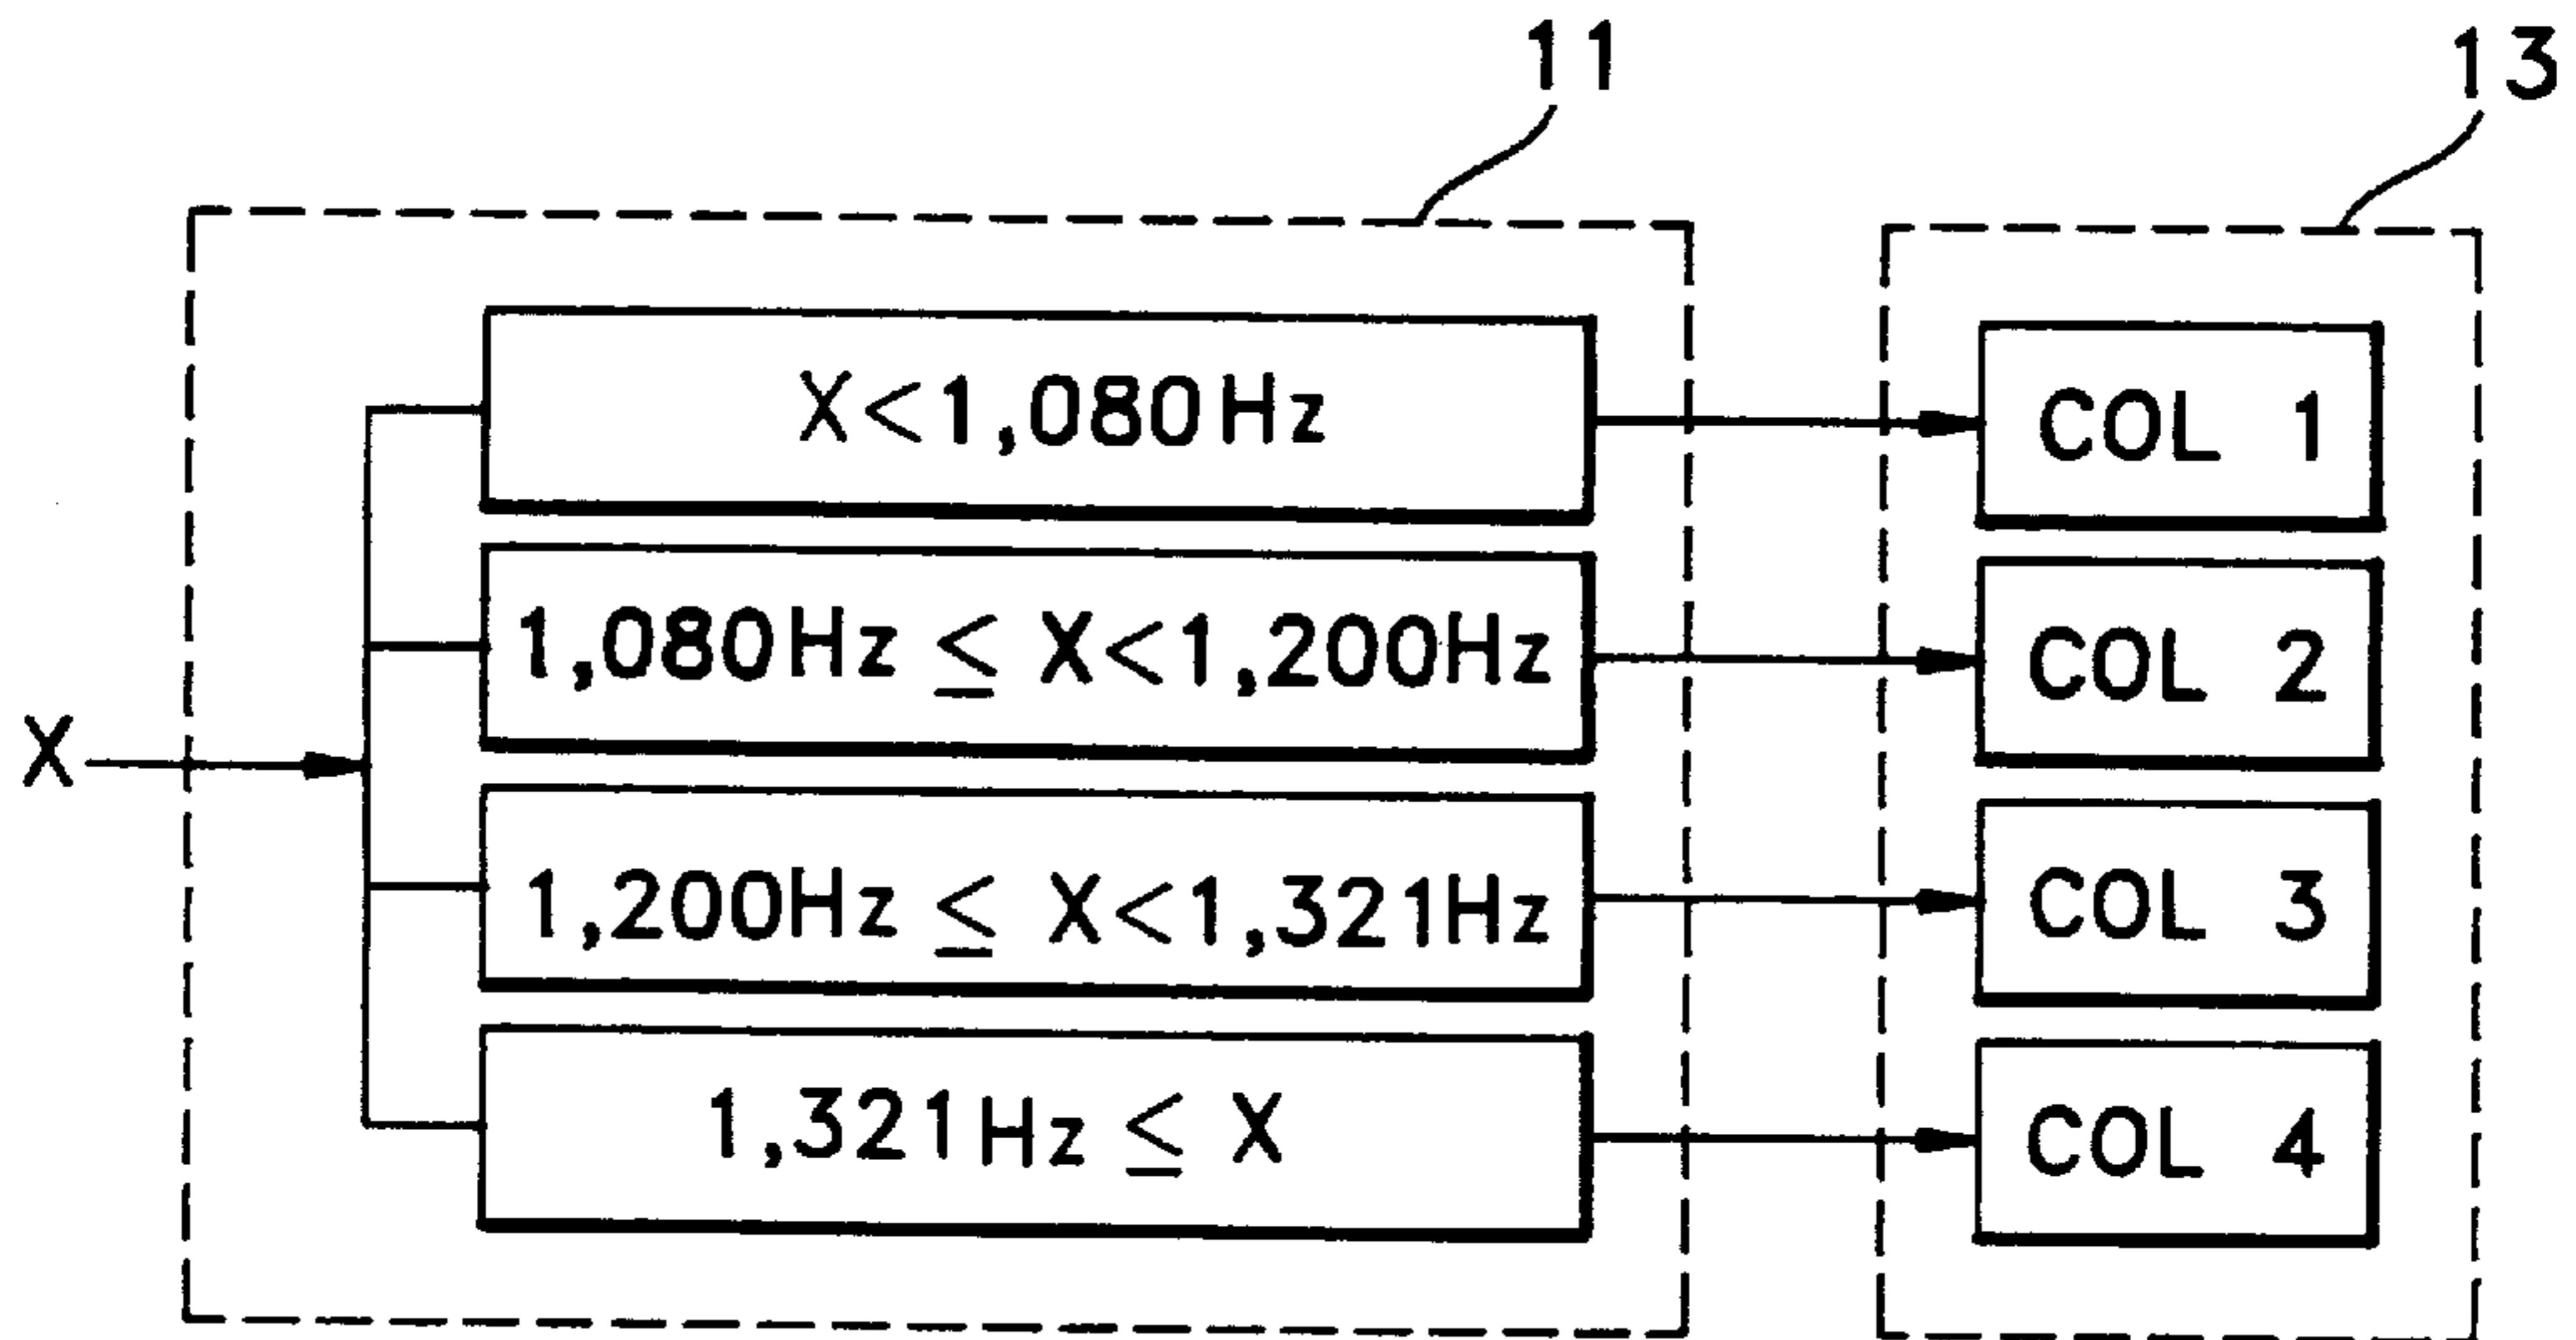 11
13
X<1,080Hz
COL 1
1,080Hz ≤ X<1,200Hz
COL 2
X
1,200Hz ≤ X<1,321Hz
COL 3
1,321Hz ≤ X
COL 4